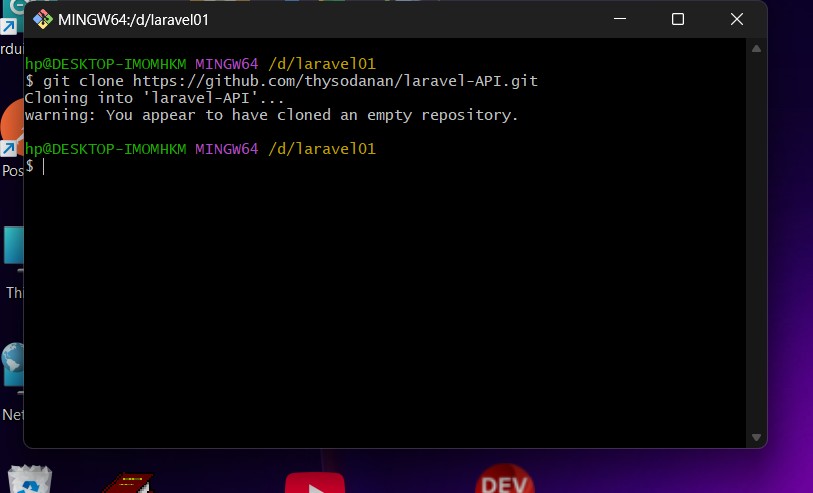 MINGW64:/d/laravel01
rdui
hp@DESKTOP-IMOMHKM MINGW64 /d/laravel01
$ git clone https://github.com/thysodanan/laravel-API.git
Cloning into 'laravel-API'...
warning: You appear to have cloned an empty repository.
hp@DESKTOP-IMOMHKM MINGW64 /d/laravel01
$
Pos
Thi
Net
DEV